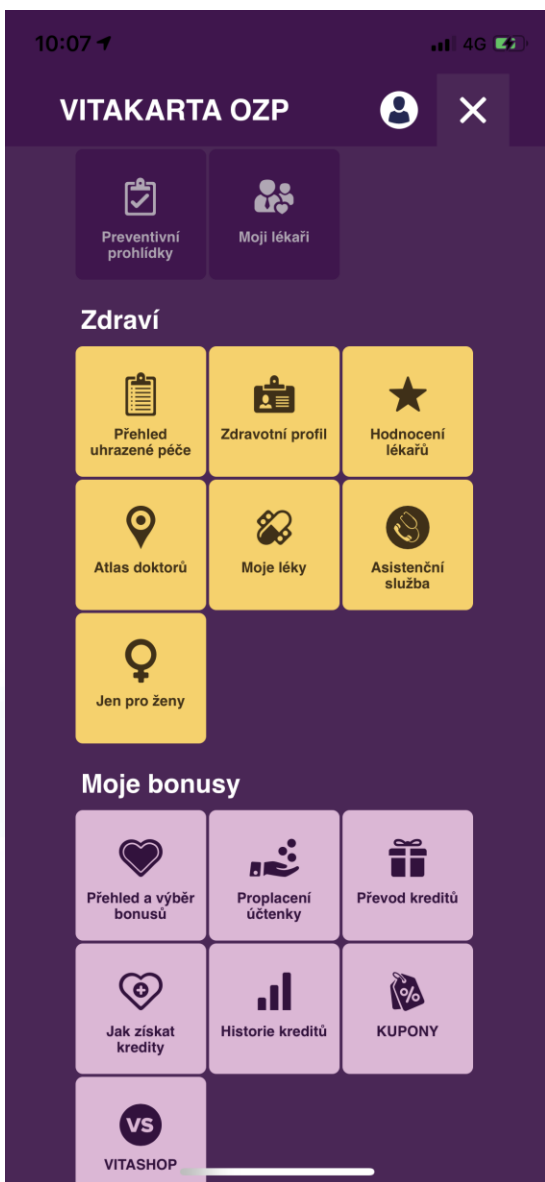 10:07
4G
VITAKARTA OZP
Preventivní
prohlídky
Moji lékaři
Zdraví
Přehled
uhrazené péče
Zdravotní profil
Hodnocení
lékařů
Atlas doktorů
Moje léky
Asistenční
služba
Jen pro ženy
Moje bonusy
Přehled a výběr
bonusů
Proplacení
účtenky
Převod kreditů
Jak získat
kredity
Historie kreditů
%
KUPONY
VS
VITASHOP